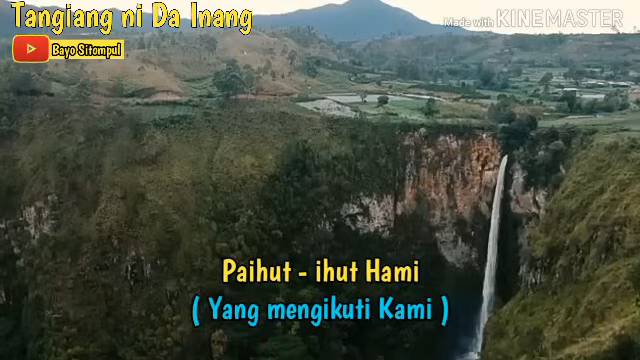 Tangiang ni Da Inang
Made with KINEMASTER
Bayo Sitompul
Paihut - ihut Hami
( Yang mengikuti Kami )